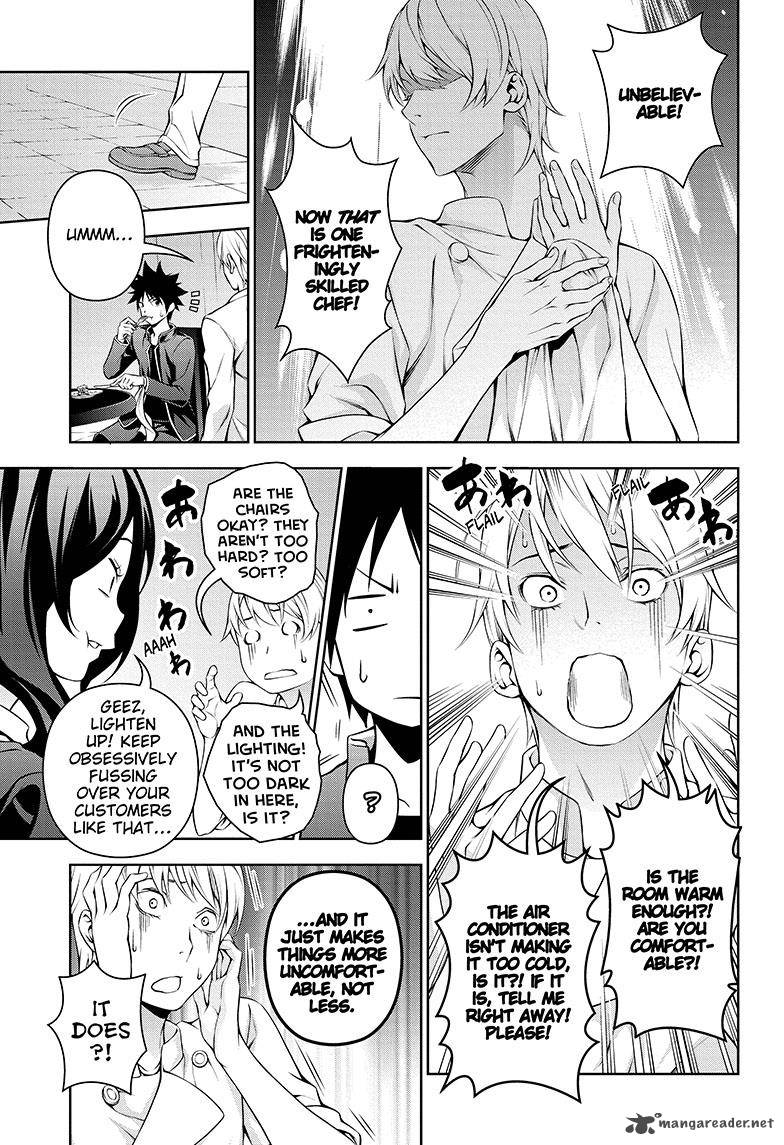 UNBELIEV-
ABLE!
NOW THAT
IS ONE
FRIGHTEN-
INGLY
SKILLED
CHEF!
UMMM...
あわ
FLAIL
あわ
FLAIL
IS THE
ROOM WARM
ENOUGH?!
ARE YOU
COMFORT-
ABLE?!
THE AIR
CONDITIONER
ISN'T MAKING
IT TOO COLD,
IS IT?! IF IT
IS, TELL ME
RIGHT AWAY!
PLEASE!
?
ARE THE
CHAIRS
OKAY? THEY
AREN'T TOO
HARD? TOO
SOFT?
AND THE
LIGHTING!
IT'S NOT
TOO DARK
IN HERE,
IS IT?
あわわわ
AAAH
GEEZ,
LIGHTEN
UP! KEEP
OBSESSIVELY
FUSSING
OVER YOUR
CUSTOMERS
LIKE THAT...
...AND IT
JUST MAKES
THINGS MORE
UNCOMFORT-
ABLE, NOT
LESS.
IT
DOES
?!
mangareader.net